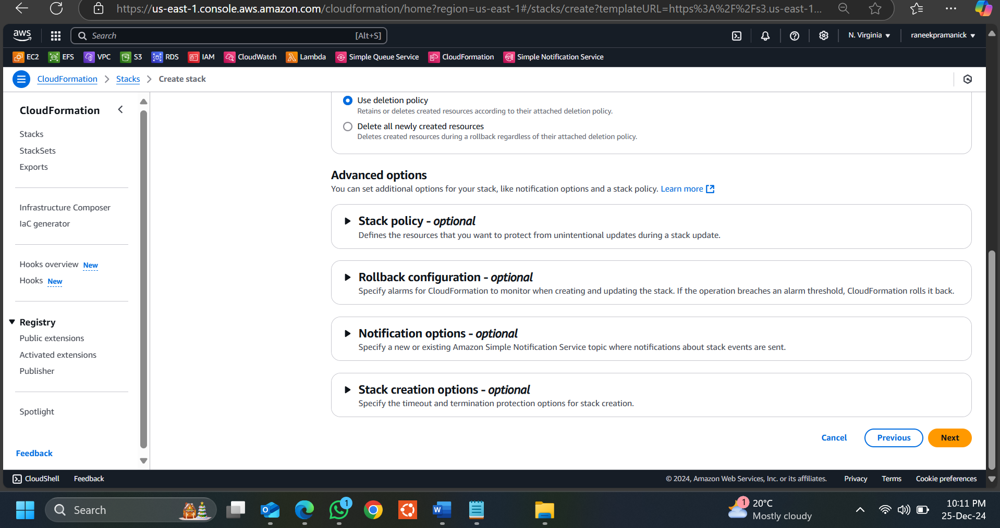 https://us-east-1.console.aws.amazon.com/cloudformation/home?region=us-east-1#/stacks/create?templateURL=https%3A%2F%2Fs3.us-east-1...
aws
Search
[Alt+S]
N. Virginia
raneekpramanick
EC2
EFS
VPC
S3
RDS
IAM
CloudWatch
Lambda
Simple Queue Service
CloudFormation
Simple Notification Service
CloudFormation
Stacks
Create stack
CloudFormation
Stacks
StackSets
Exports
Infrastructure Composer
IaC generator
Hooks overview New
Hooks New
Registry
Public extensions
Activated extensions
Publisher
Spotlight
Feedback
Use deletion policy
Retains or deletes created resources according to their attached deletion policy.
Delete all newly created resources
Deletes created resources during a rollback regardless of their attached deletion policy.
Advanced options
You can set additional options for your stack, like notification options and a stack policy. Learn more
Stack policy - optional
Defines the resources that you want to protect from unintentional updates during a stack update.
Rollback configuration - optional
Specify alarms for CloudFormation to monitor when creating and updating the stack. If the operation breaches an alarm threshold, CloudFormation rolls it back.
Notification options - optional
Specify a new or existing Amazon Simple Notification Service topic where notifications about stack events are sent.
Stack creation options - optional
Specify the timeout and termination protection options for stack creation.
Cancel
Previous
Next
CloudShell
Feedback
© 2024, Amazon Web Services, Inc. or its affiliates.
Privacy
Terms
Cookie preferences
Search
1
1
20°C
Mostly cloudy
10:11 PM
25-Dec-24